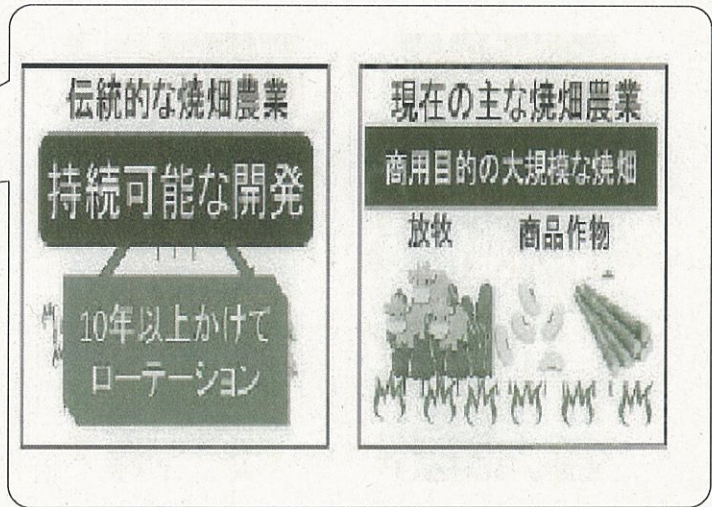 伝統的な焼畑農業
持続可能な開発
10年以上かけて
ローテーション
現在の主な焼畑農業
商用目的の大規模な焼畑
放牧 商品作物